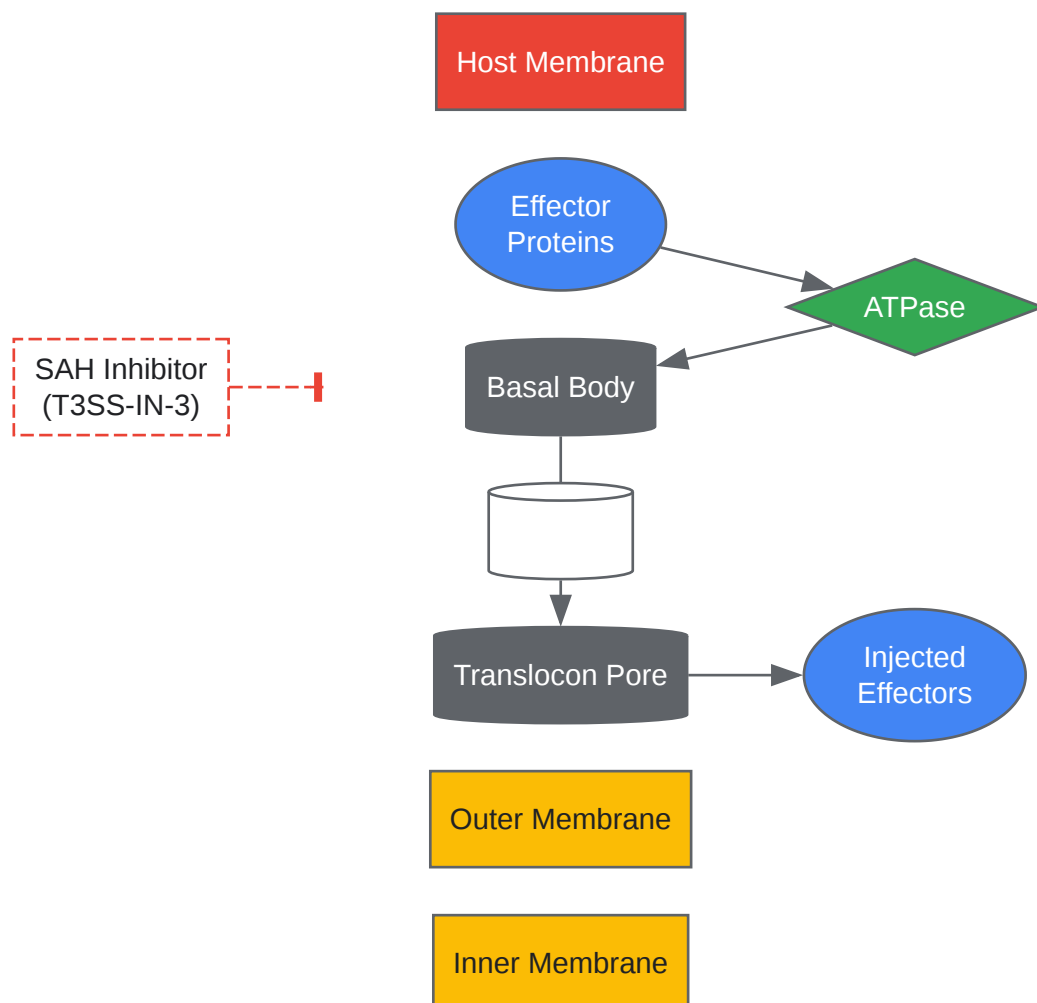 Host Membrane
Effector
Proteins
ATPase
SAH Inhibitor
(T3SS-IN-3)
Basal Body
Translocon Pore
Injected
Effectors
Outer Membrane
Inner Membrane